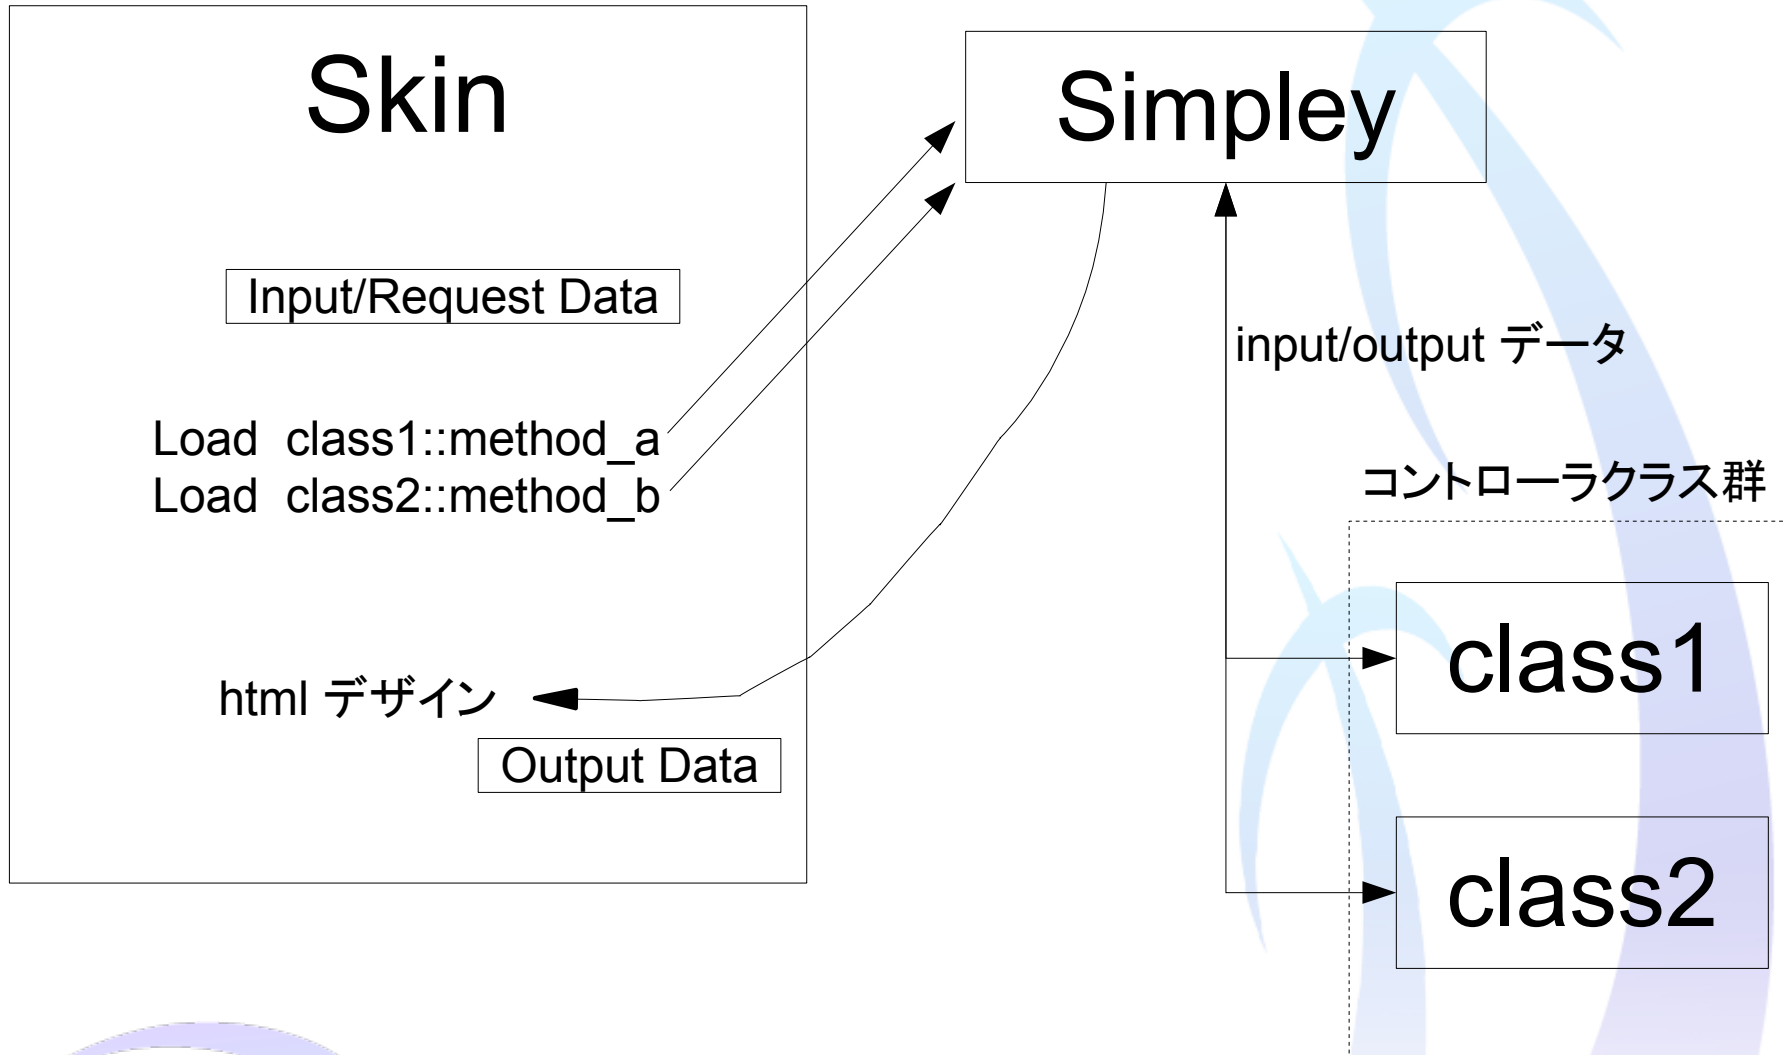 Skin
Input/Request Data
Load class1::method_a
Load class2::method_b
html デザイン
Output Data
Simpley
input/output データ
コントローラクラス群
class1
class2